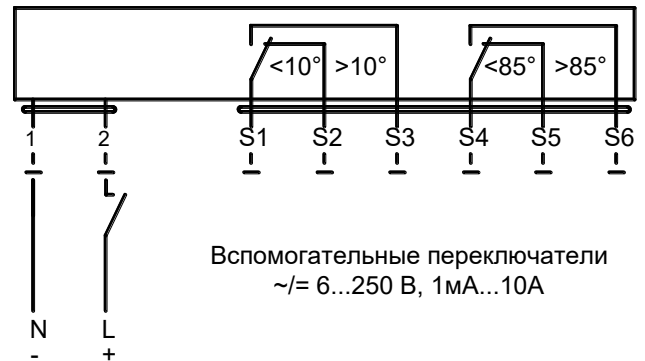 <10° >10° <85° >85°
1 2 S1 S2 S3 S4 S5 S6
Вспомогательные переключатели
~/= 6...250 В, 1мА...10А
N L
- +